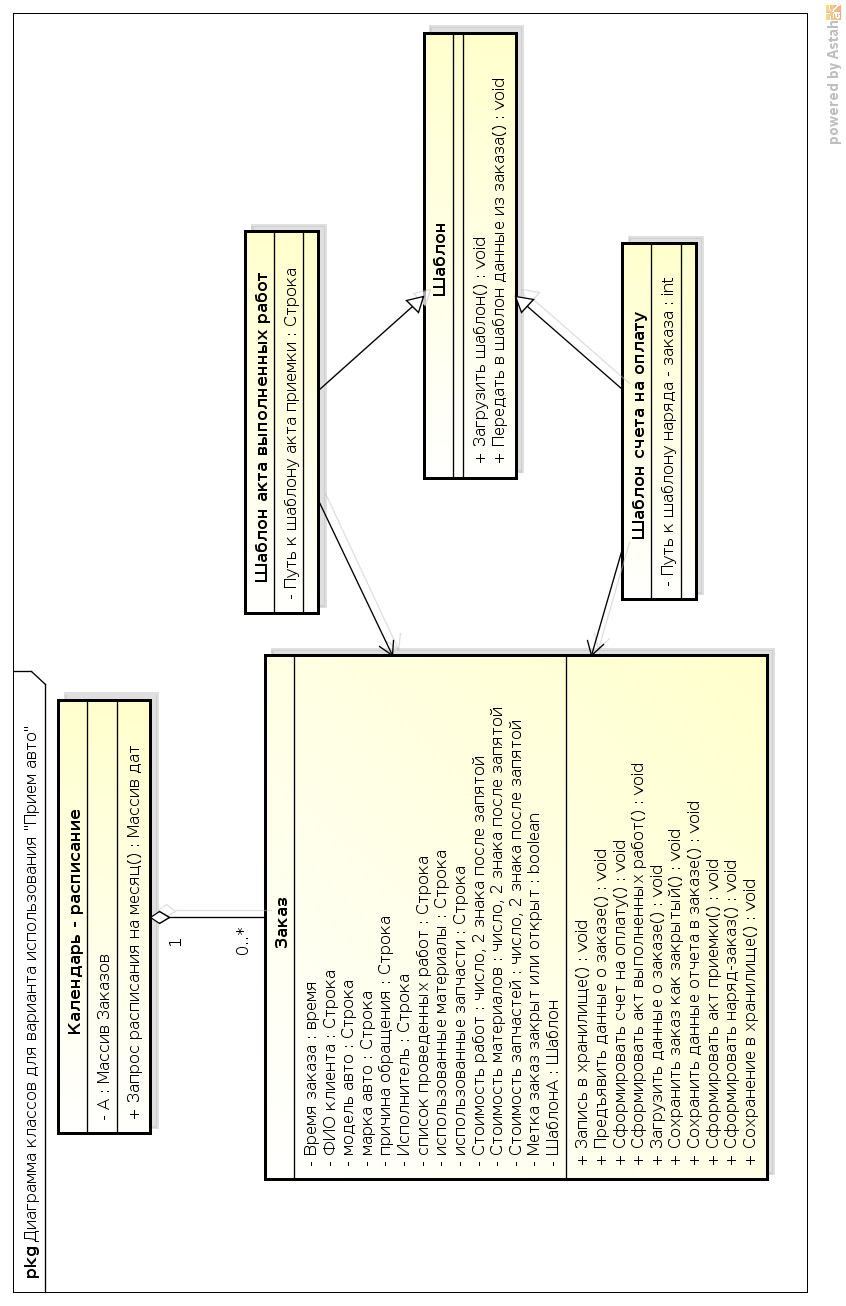 pkg Диаграмма классов для варианта использования "Прием авто"
Календарь - расписание
- А : Массив Заказов
+ Запрос расписания на месяц() : Массив дат
1
0..*
Заказ
- Время заказа : время
- ФИО клиента : Строка
- модель авто : Строка
- марка авто : Строка
- причина обращения : Строка
- Исполнитель : Строка
- список проведенных работ : Строка
- использованные материалы : Строка
- использованные запчасти : Строка
- Стоимость работ : число, 2 знака после запятой
- Стоимость материалов : число, 2 знака после запятой
- Стоимость запчастей : число, 2 знака после запятой
- Метка заказ закрыт или открыт : boolean
- ШаблонА : Шаблон
+ Запись в хранилище() : void
+ Предъявить данные о заказе() : void
+ Сформировать счет на оплату() : void
+ Сформировать акт выполненных работ() : void
+ Загрузить данные о заказе() : void
+ Сохранить заказ как закрытый() : void
+ Сохранить данные отчета в заказе() : void
+ Сформировать акт приемки() : void
+ Сформировать наряд-заказ() : void
+ Сохранение в хранилище() : void
Шаблон акта выполненных работ
- Путь к шаблону акта приемки : Строка
Шаблон
+ Загрузить шаблон() : void
+ Передать в шаблон данные из заказа() : void
Шаблон счета на оплату
- Путь к шаблону наряда - заказа : int
powered by Astah